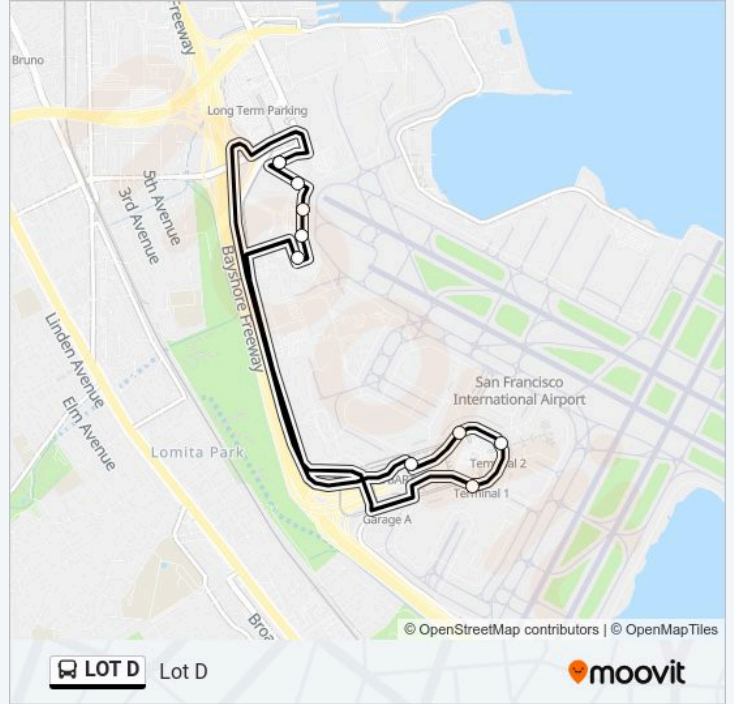 Freeway
Bruno
Long Term Parking
5th Avenue
3rd Avenue
Bayshore Freeway
Linden Avenue
Elm Avenue
San Francisco
International Airport
Lomita Park
Terminal 2
BART
Terminal 1
Garage A
© OpenStreetMap contributors | © OpenMapTiles
LOT D Lot D
moovit